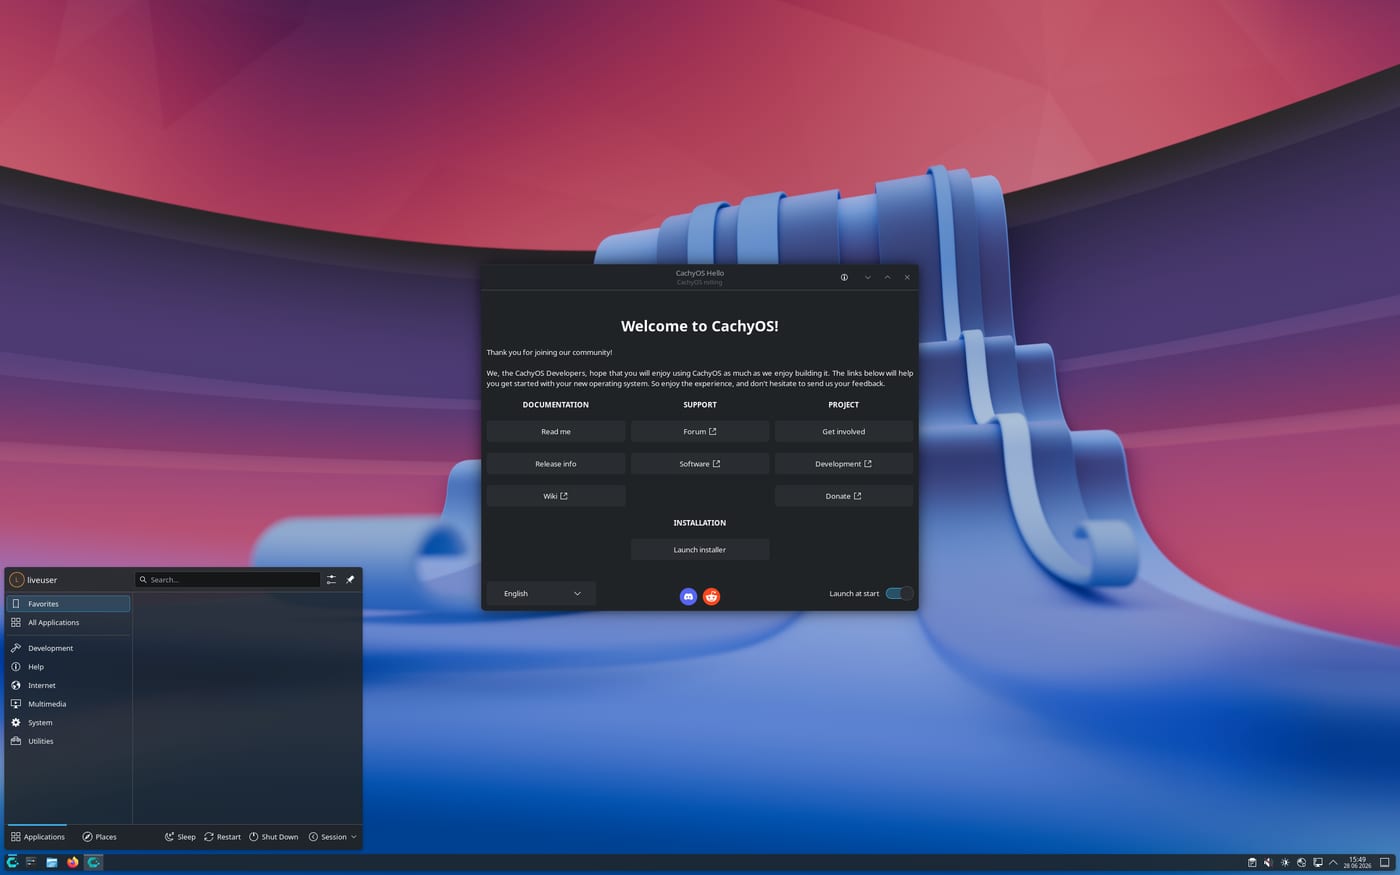 CachyOS Hello
CachyOS rolling
Welcome to CachyOS!
Thank you for joining our community!
We, the CachyOS Developers, hope that you will enjoy using CachyOS as much as we enjoy building it. The links below will help
you get started with your new operating system. So enjoy the experience, and don't hesitate to send us your feedback.
DOCUMENTATION SUPPORT PROJECT
Read me Forum Get involved
Release info Software Development
Wiki Donate
INSTALLATION
Launch installer
English Launch at start
L liveuser Search...
Favorites
All Applications
Development
Help
Internet
Multimedia
System
Utilities
Applications Places Sleep Restart Shut Down Session
15:49
28 06 2026